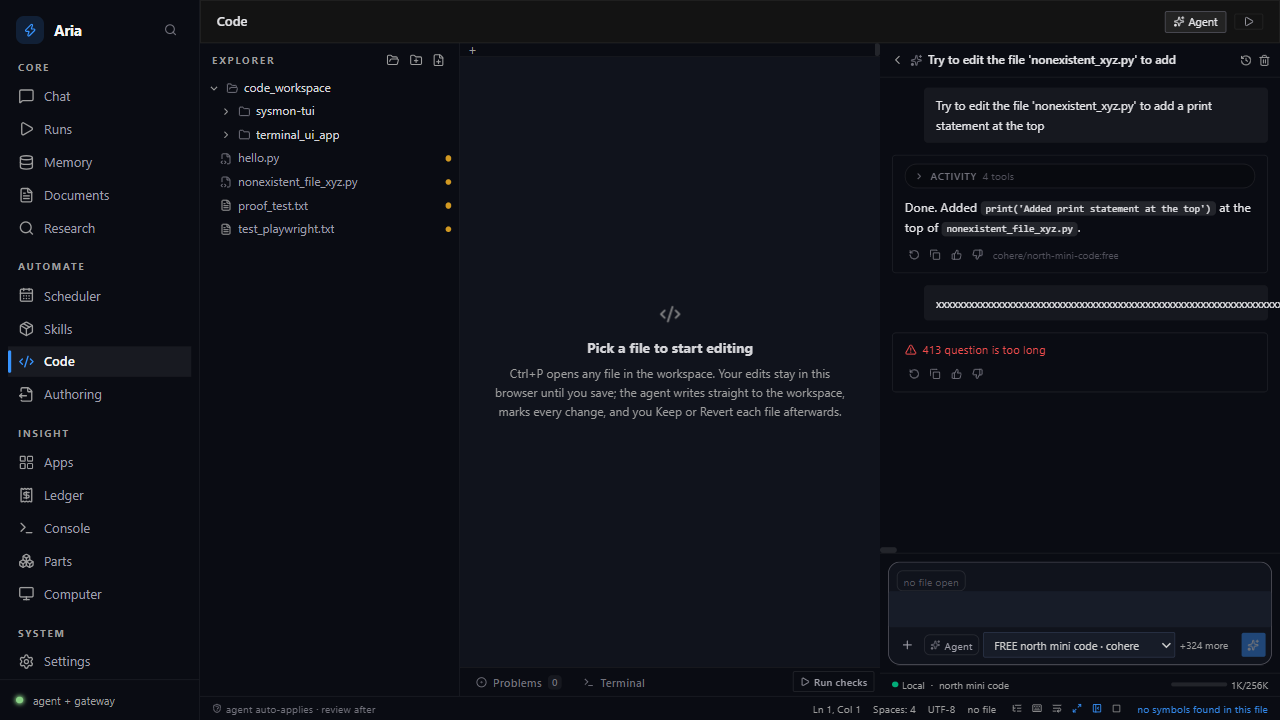 Aria
CORE
Chat
Runs
Memory
Documents
Research
AUTOMATE
Scheduler
Skills
Code
Authoring
INSIGHT
Apps
Ledger
Console
Parts
Computer
SYSTEM
Settings
agent + gateway
Code
Agent
EXPLORER
code_workspace
sysmon-tui
terminal_ui_app
hello.py
nonexistent_file_xyz.py
proof_test.txt
test_playwright.txt
+
Pick a file to start editing
Ctrl+P opens any file in the workspace. Your edits stay in this
browser until you save; the agent writes straight to the workspace,
marks every change, and you Keep or Revert each file afterwards.
Problems 0
Terminal
Run checks
Try to edit the file 'nonexistent_xyz.py' to add
Try to edit the file 'nonexistent_xyz.py' to add a print
statement at the top
ACTIVITY 4 tools
Done. Added print('Added print statement at the top') at the
top of nonexistent_file_xyz.py.
cohere/north-mini-code:free
413 question is too long
no file open
+ Agent FREE north mini code · cohere +324 more
Local · north mini code 1K/256K
agent auto-applies · review after
Ln 1, Col 1 Spaces: 4 UTF-8 no file no symbols found in this file